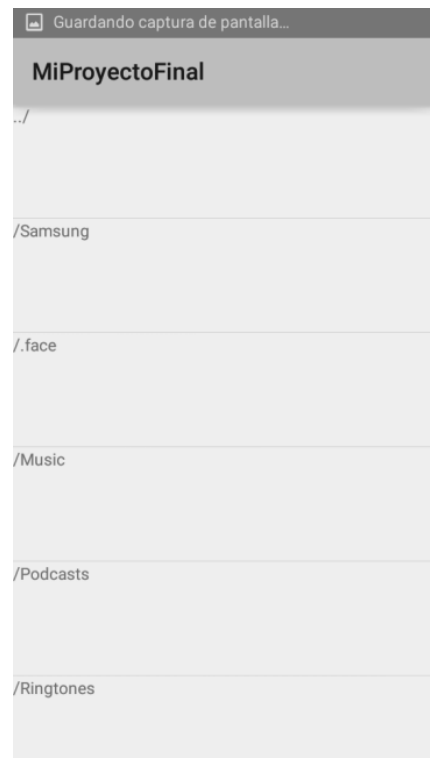 Guardando captura de pantalla...
MiProyectoFinal
../
/Samsung
/.face
/Music
/Podcasts
/Ringtones